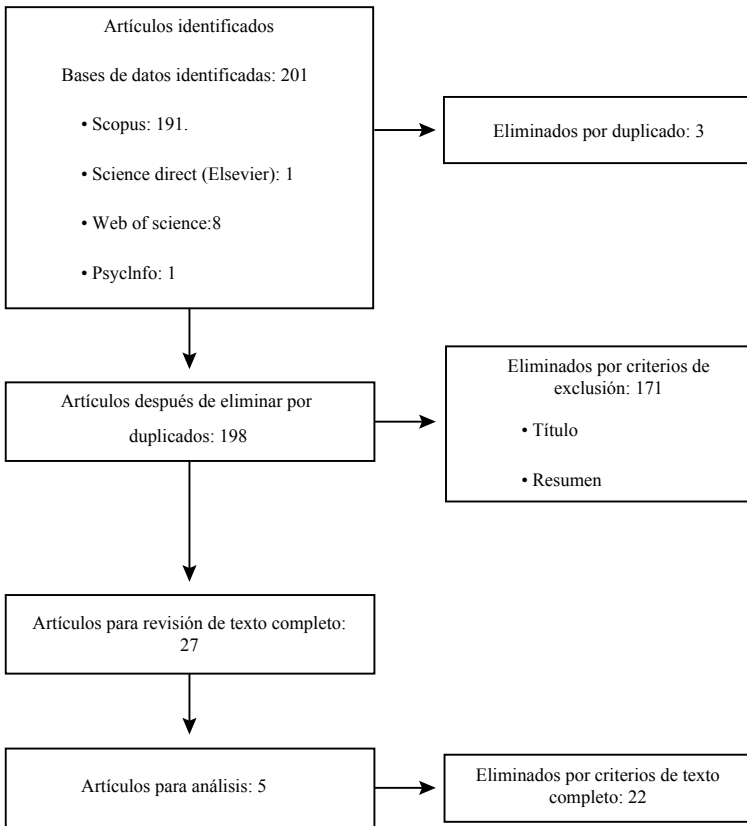 Artículos identificados
Bases de datos identificadas: 201
• Scopus: 191.
• Science direct (Elsevier): 1
• Web of science:8
• PsyclInfo: 1
Eliminados por duplicado: 3
Artículos después de eliminar por
duplicados: 198
Eliminados por criterios de
exclusión: 171
• Título
• Resumen
Artículos para revisión de texto completo:
27
Artículos para análisis: 5
Eliminados por criterios de texto
completo: 22